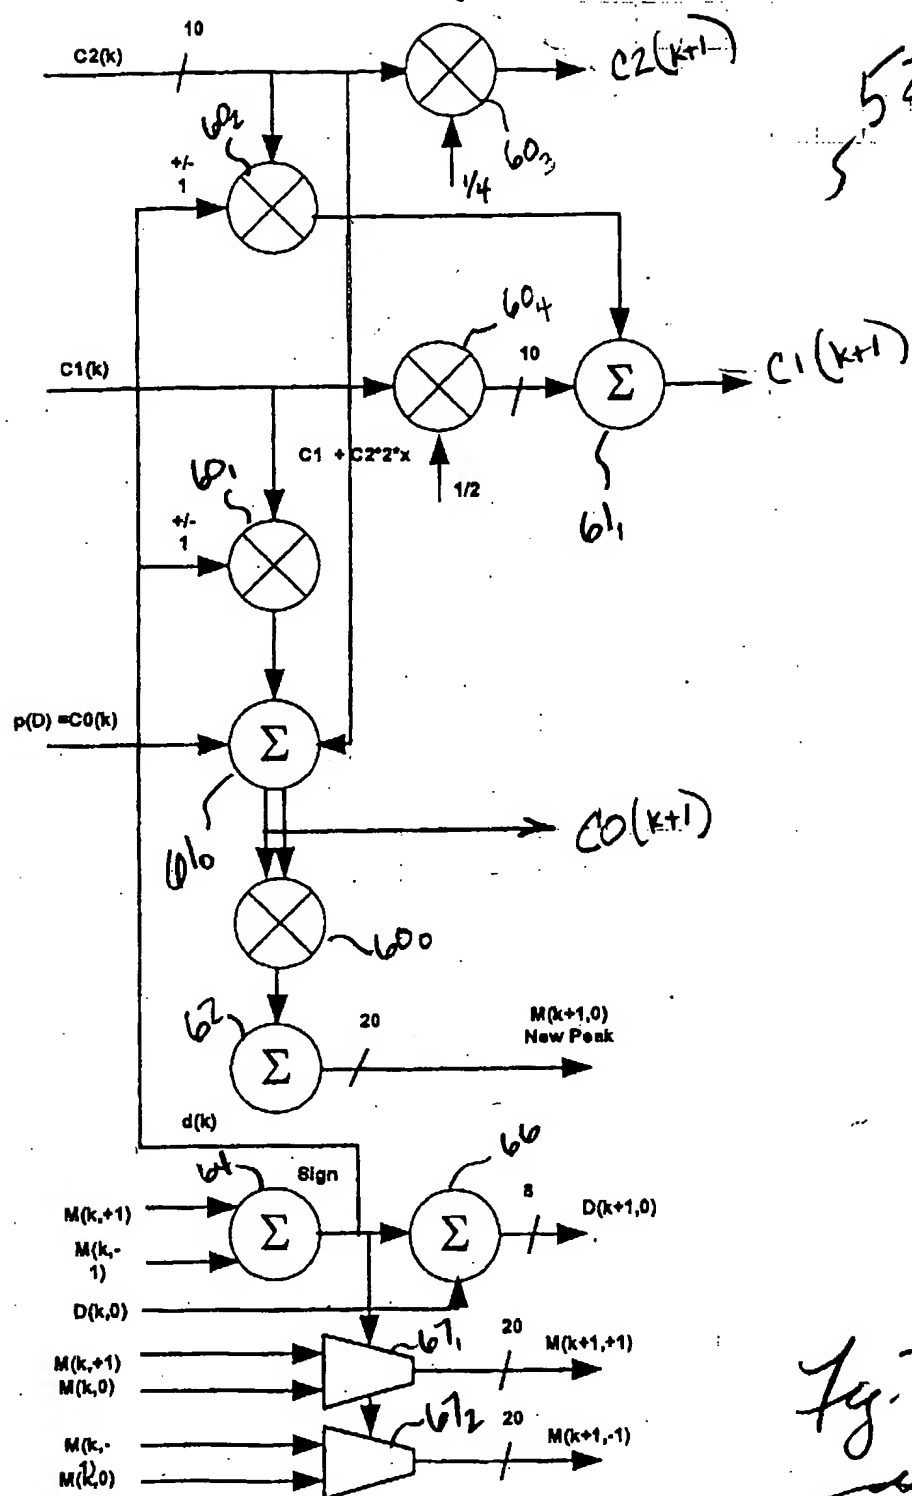 10
C2(k)
C2(k+1)
60₂
60₃
1/4
+/-
1
60₄
10
C1(k)
Σ
C1(k+1)
C1 + C2*2*x
1/2
60₁
61₁
+/-
1
p(D) =C0(k)
Σ
C0(k+1)
61₀
60₀
62
20
M(k+1,0)
New Peak
Σ
d(k)
66
64
Sign
8
M(k,+1)
Σ
Σ
D(k+1,0)
M(k,-
1)
D(k,0)
67₁
20
M(k,+1)
M(k+1,+1)
M(k,0)
67₂
20
M(k,-
1)
M(k+1,-1)
M(k,0)